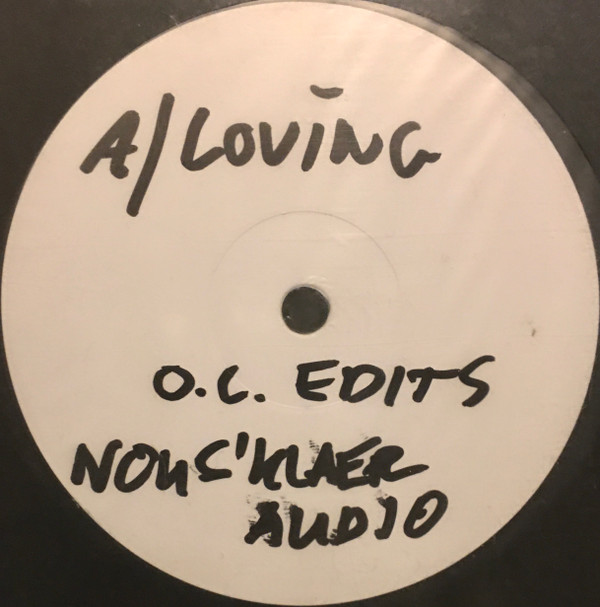 A/LOVING
O.C. EDITS
NOUS'KLAER
AUDIO